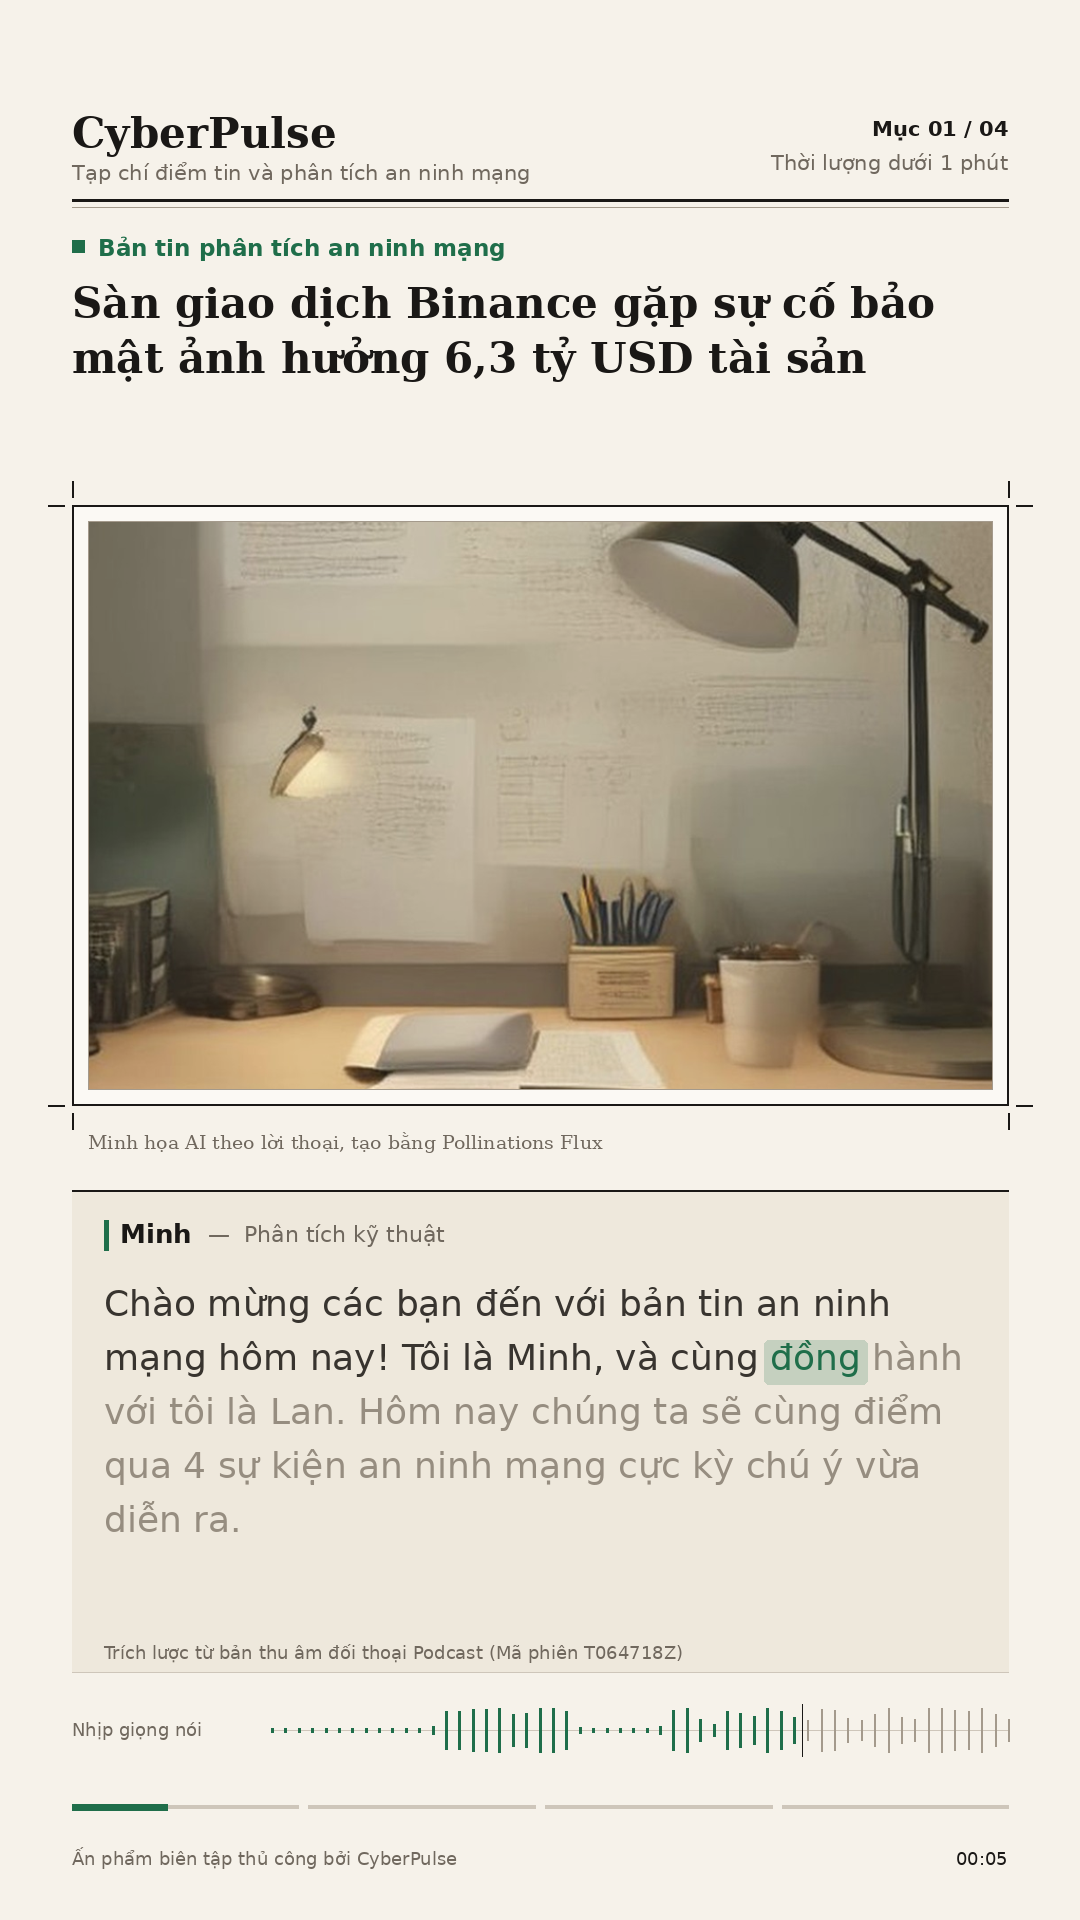 CyberPulse
Tạp chí điểm tin và phân tích an ninh mạng
Mục 01 / 04
Thời lượng dưới 1 phút
Bản tin phân tích an ninh mạng
Sàn giao dịch Binance gặp sự cố bảo
mật ảnh hưởng 6,3 tỷ USD tài sản
Minh họa AI theo lời thoại, tạo bằng Pollinations Flux
Minh — Phân tích kỹ thuật
Chào mừng các bạn đến với bản tin an ninh
mạng hôm nay! Tôi là Minh, và cùng đồng hành
với tôi là Lan. Hôm nay chúng ta sẽ cùng điểm
qua 4 sự kiện an ninh mạng cực kỳ chú ý vừa
diễn ra.
Trích lược từ bản thu âm đối thoại Podcast (Mã phiên T064718Z)
Nhịp giọng nói
Ấn phẩm biên tập thủ công bởi CyberPulse
00:05